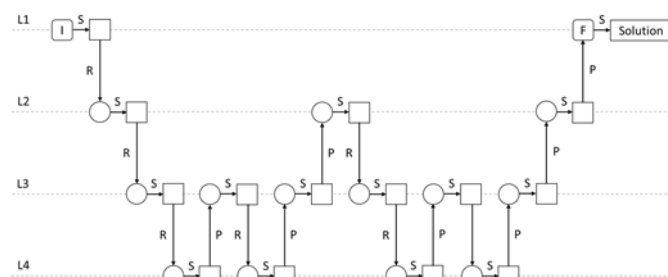 L1 I S F S Solution
R P
L2 S S S
R P R P
L3 S S S S S S
R P R P R P P
L4 S S S S